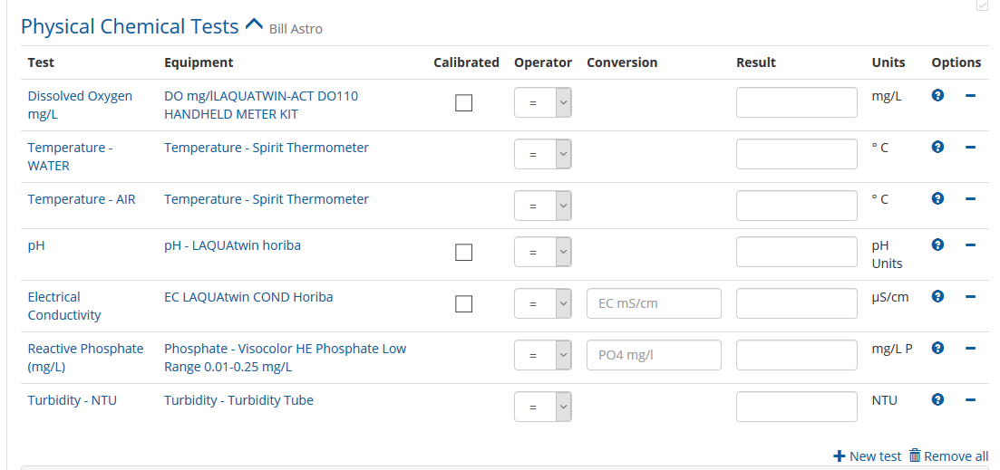 Physical Chemical Tests Bill Astro
Test Equipment Calibrated Operator Conversion Result Units Options
Dissolved Oxygen DO mg/lLAQUATWIN-ACT DO110 = mg/L
mg/L HANDHELD METER KIT
Temperature - Temperature - Spirit Thermometer = ° C
WATER
Temperature - AIR Temperature - Spirit Thermometer = ° C
pH pH - LAQUAtwin horiba = pH
Units
Electrical EC LAQUAtwin COND Horiba = EC mS/cm µS/cm
Conductivity
Reactive Phosphate Phosphate - Visocolor HE Phosphate Low = PO4 mg/l mg/L P
(mg/L) Range 0.01-0.25 mg/L
Turbidity - NTU Turbidity - Turbidity Tube = NTU
New test Remove all